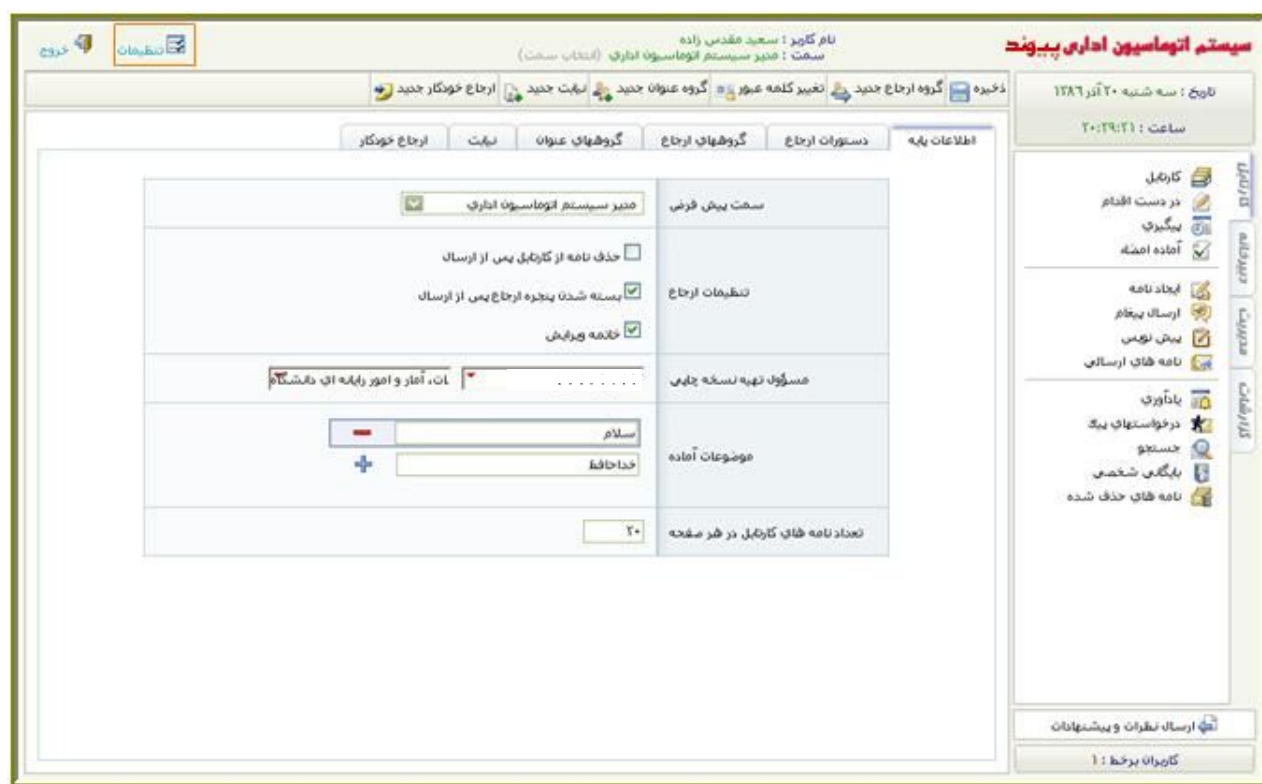 سیستم اتوماسیون اداری پیوند
نام کاربر : سعید مقدس زاده
سمت : مدیر سیستم اتوماسیون اداری (انتخاب سمت)
تنظیمات
خروج
تاریخ : سه شنبه ۲۰ آذر ۱۳۸۶
ساعت : ۲۰:۲۹:۲۱
ذخیره گروه ارجاع جدید تغییر کلمه عبور گروه عنوان جدید نیابت جدید ارجاع خودکار جدید
اطلاعات پایه دستورات ارجاع گروههای ارجاع گروههای عنوان نیابت ارجاع خودکار
کارتابل
دبیرخانه
مدیریت
گزارشات
کارتابل
در دست اقدام
پیگیری
آماده امضاء
ایجاد نامه
ارسال پیغام
پیش نویس
نامه های ارسالی
یادآوری
درخواستهای پیک
جستجو
بایگانی شخصی
نامه های حذف شده
ارسال نظرات و پیشنهادات
کاربران برخط : ۱
سمت پیش فرض مدیر سیستم اتوماسیون اداری
تنظیمات ارجاع
حذف نامه از کارتابل پس از ارسال
بسته شدن پنجره ارجاع پس از ارسال
خاتمه ویرایش
مسؤول تهیه نسخه چاپی ات، آمار و امور رایانه ای دانشگاه
موضوعات آماده
سلام
خداحافظ
تعداد نامه های کارتابل در هر صفحه ۲۰